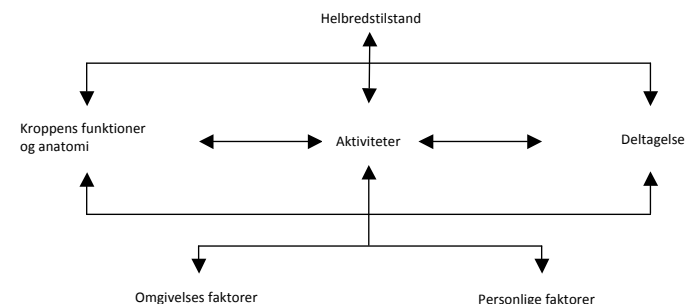 Helbredstilstand
Kroppens funktioner
og anatomi
Aktiviteter
Deltagelse
Omgivelses faktorer
Personlige faktorer